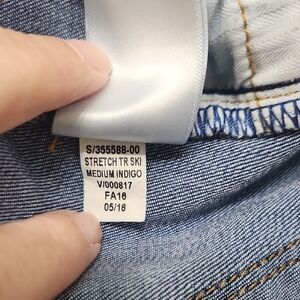 S/355588-00
STRETCH TR SKI
MEDIUM INDIGO
V/000817
FA16
05/16